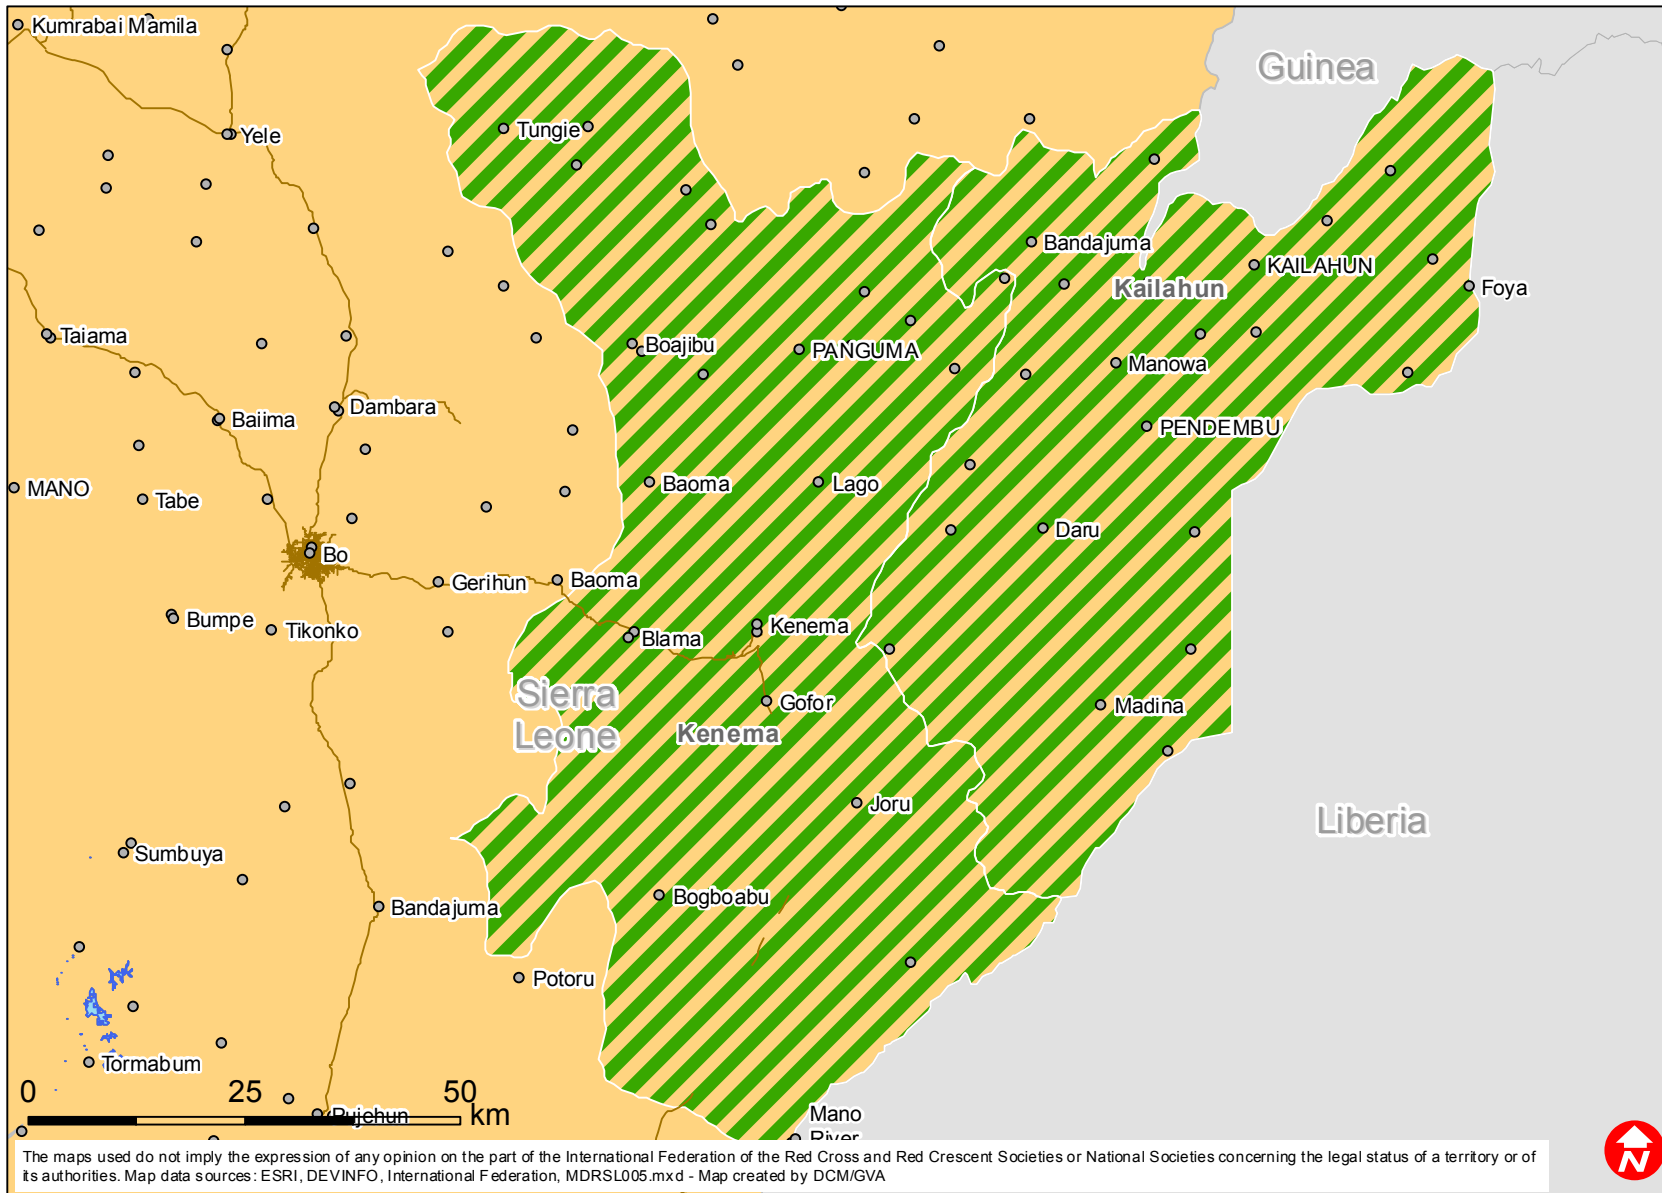 Kumrabai Mamila
Guinea
Tungie
Yele
Bandajuma
KAILAHUN
Kailahun
Foya
Taiama
Boajibu
PANGUMA
Manowa
Baiima
Dambara
PENDEMBU
MANO
Tabe
Baoma
Lago
Daru
Bo
Gerihun
Baoma
Bumpe
Tikonko
Blama
Kenema
Sierra
Leone
Gofor
Kenema
Madina
Joru
Liberia
Sumbuya
Bogboabu
Bandajuma
Potoru
Tormabum
0 25 50
km
Pujehun
Mano
River
The maps used do not imply the expression of any opinion on the part of the International Federation of the Red Cross and Red Crescent Societies or National Societies concerning the legal status of a territory or of
its authorities. Map data sources: ESRI, DEVINFO, International Federation, MDRSL005.mxd - Map created by DCM/GVA
N